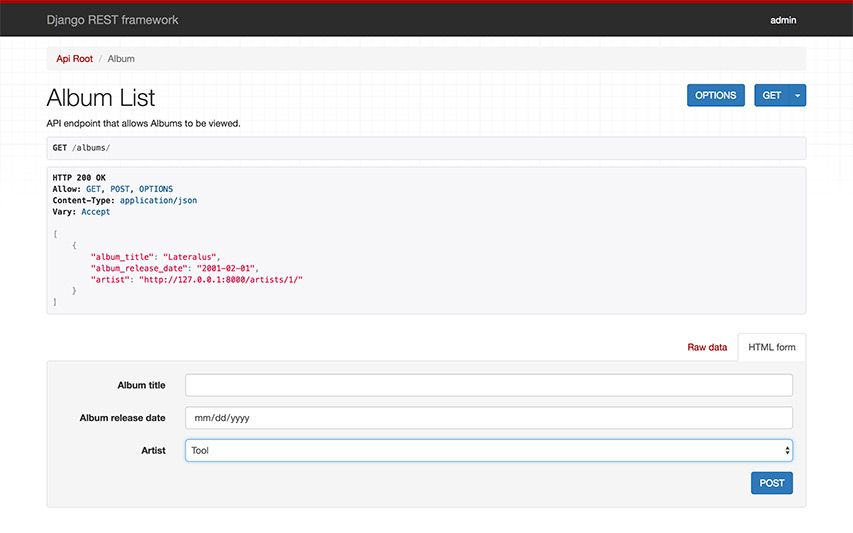 Django REST framework admin
Api Root / Album
Album List OPTIONS GET
API endpoint that allows Albums to be viewed.
GET /albums/
HTTP 200 OK
Allow: GET, POST, OPTIONS
Content-Type: application/json
Vary: Accept
[
    {
        "album_title": "Lateralus",
        "album_release_date": "2001-02-01",
        "artist": "http://127.0.0.1:8000/artists/1/"
    }
]
Raw data HTML form
Album title
Album release date mm/dd/yyyy
Artist Tool
POST